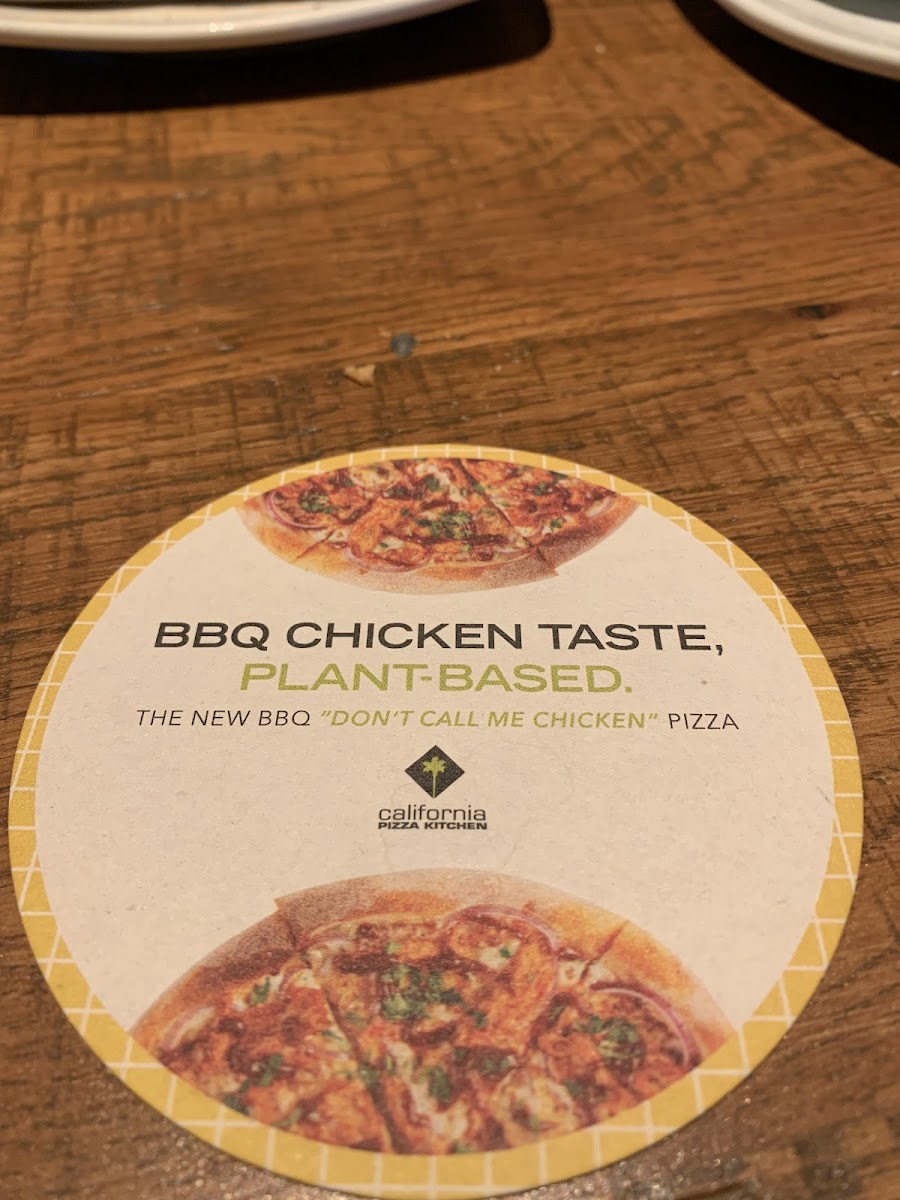 BBQ CHICKEN TASTE,
PLANT-BASED.
THE NEW BBQ "DON'T CALL ME CHICKEN" PIZZA
california
PIZZA KITCHEN